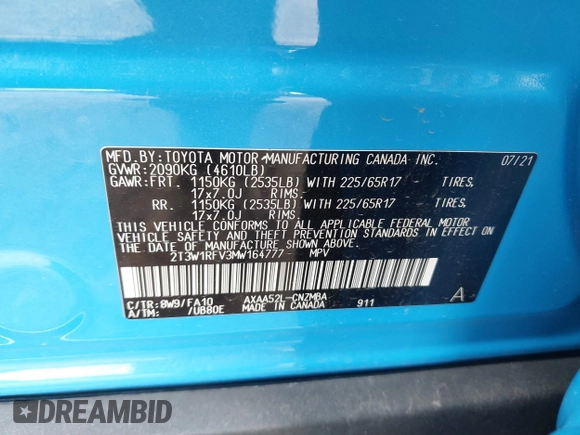 MFD. BY: TOYOTA MOTOR MANUFACTURING CANADA INC. 07/21
GVWR: 2090KG (4610LB)
GAWR: FRT. 1150KG (2535LB) WITH 225/65R17 TIRES,
17x7.0J RIMS.
RR. 1150KG (2535LB) WITH 225/65R17 TIRES,
17x7.0J RIMS.
THIS VEHICLE CONFORMS TO ALL APPLICABLE FEDERAL MOTOR
VEHICLE SAFETY AND THEFT PREVENTION STANDARDS IN EFFECT
ON THE DATE OF MANUFACTURE SHOWN ABOVE.
2T3W1RFV3MW164777 MPV
C/TR: 8W9/FA10 AXAA52L-CNZMBA
A/TM: /UB80E MADE IN CANADA 911 A
DREAMBID